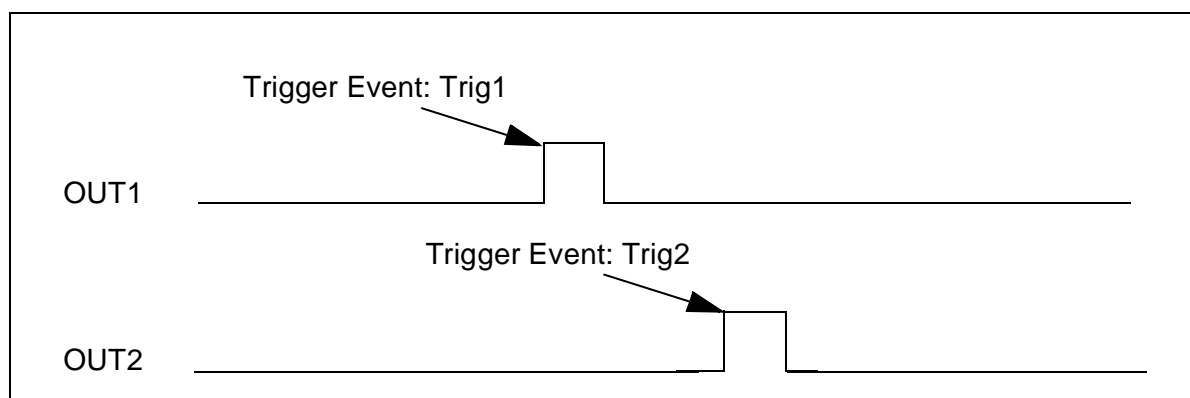 Trigger Event: Trig1
OUT1
Trigger Event: Trig2
OUT2